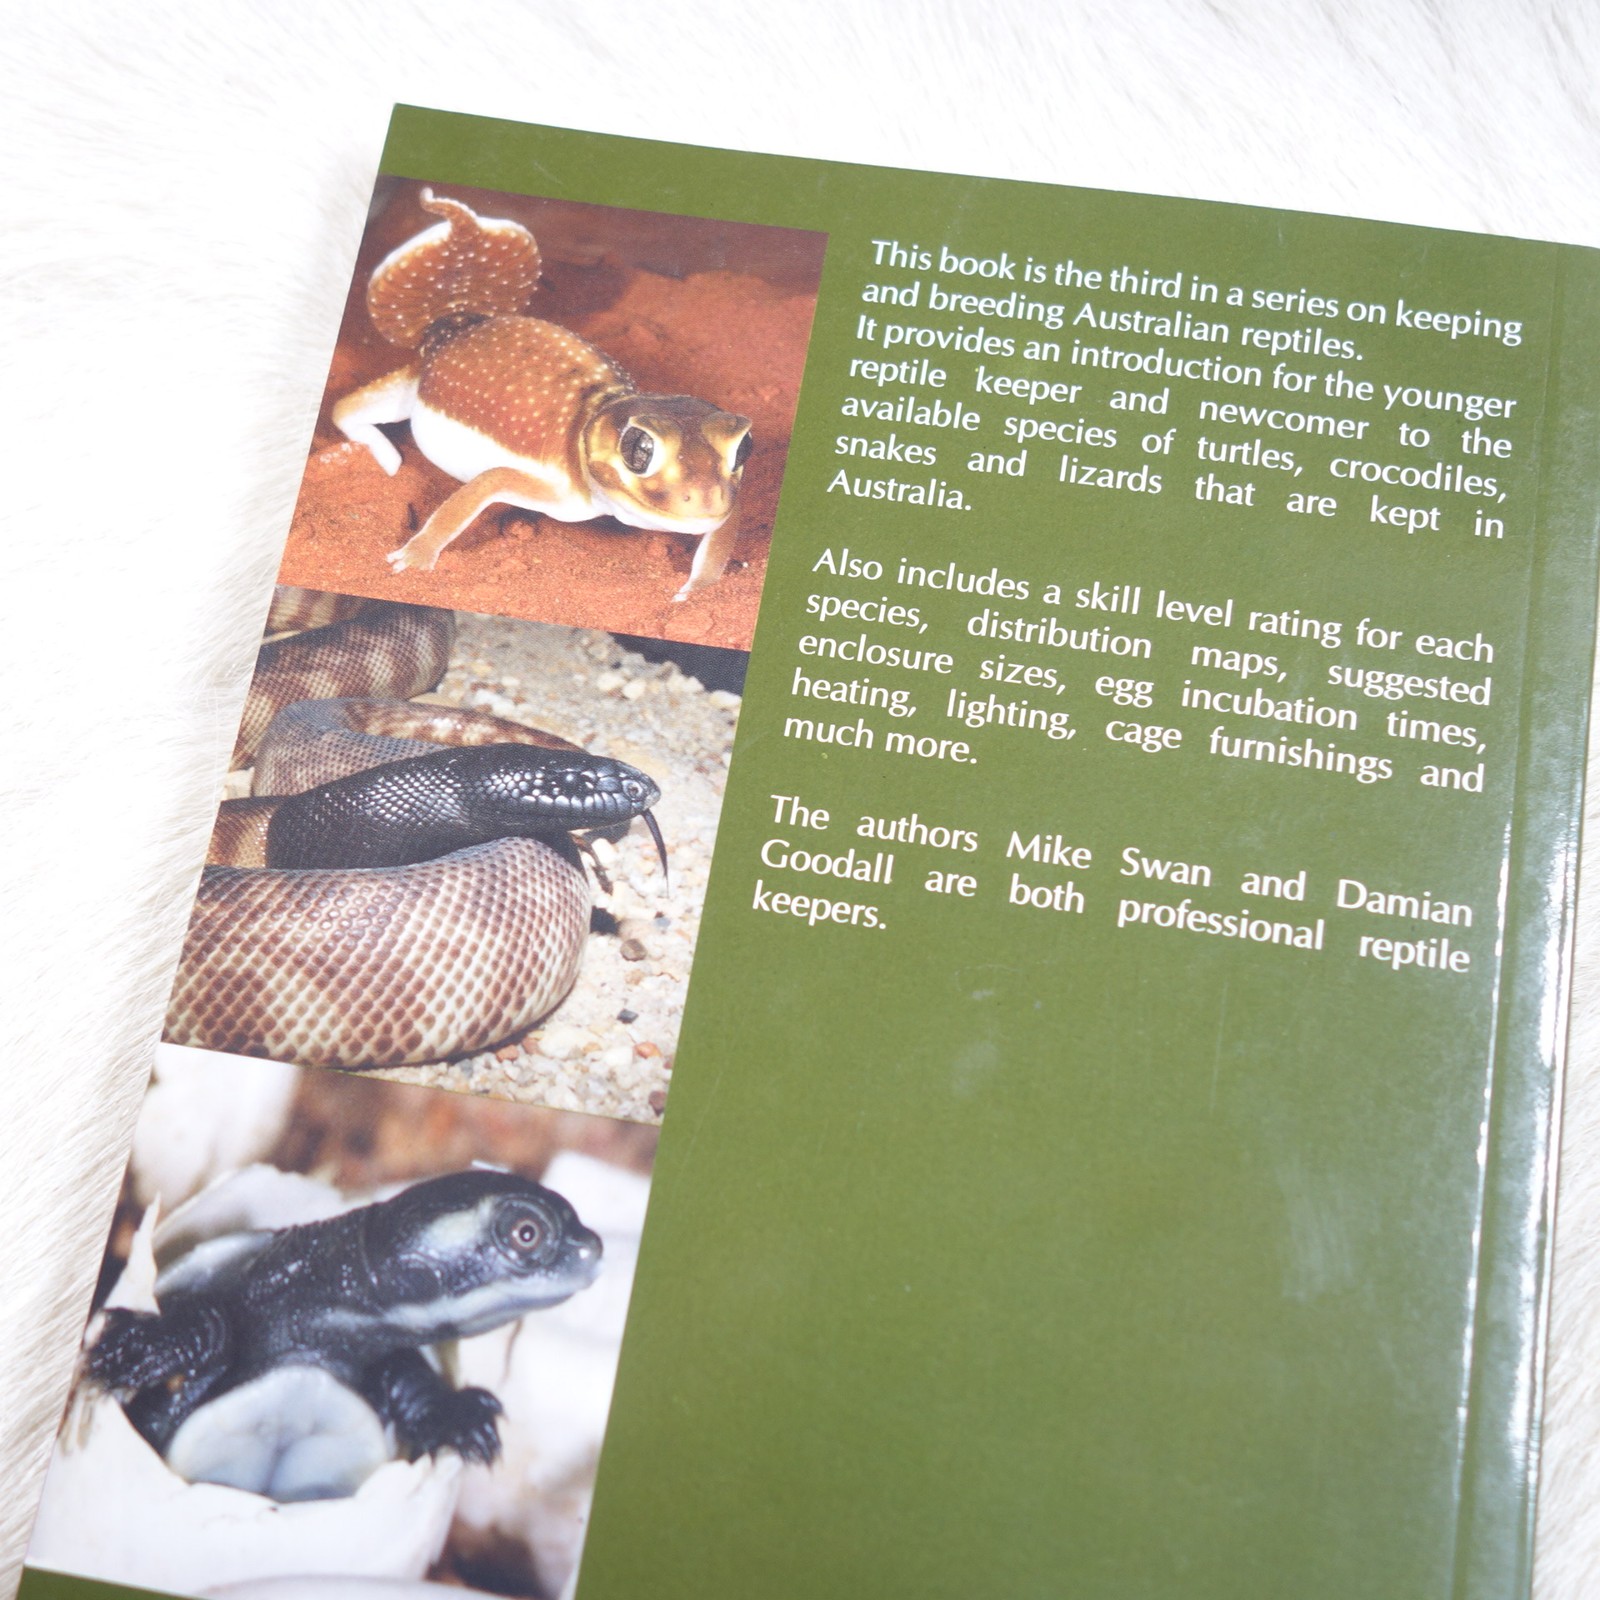 This book is the third in a series on keeping
and breeding Australian reptiles.
It provides an introduction for the younger
reptile keeper and newcomer to the
available species of turtles, crocodiles,
snakes and lizards that are kept in
Australia.
Also includes a skill level rating for each
species, distribution maps, suggested
enclosure sizes, egg incubation times,
heating, lighting, cage furnishings and
much more.
The authors Mike Swan and Damian
Goodall are both professional reptile
keepers.